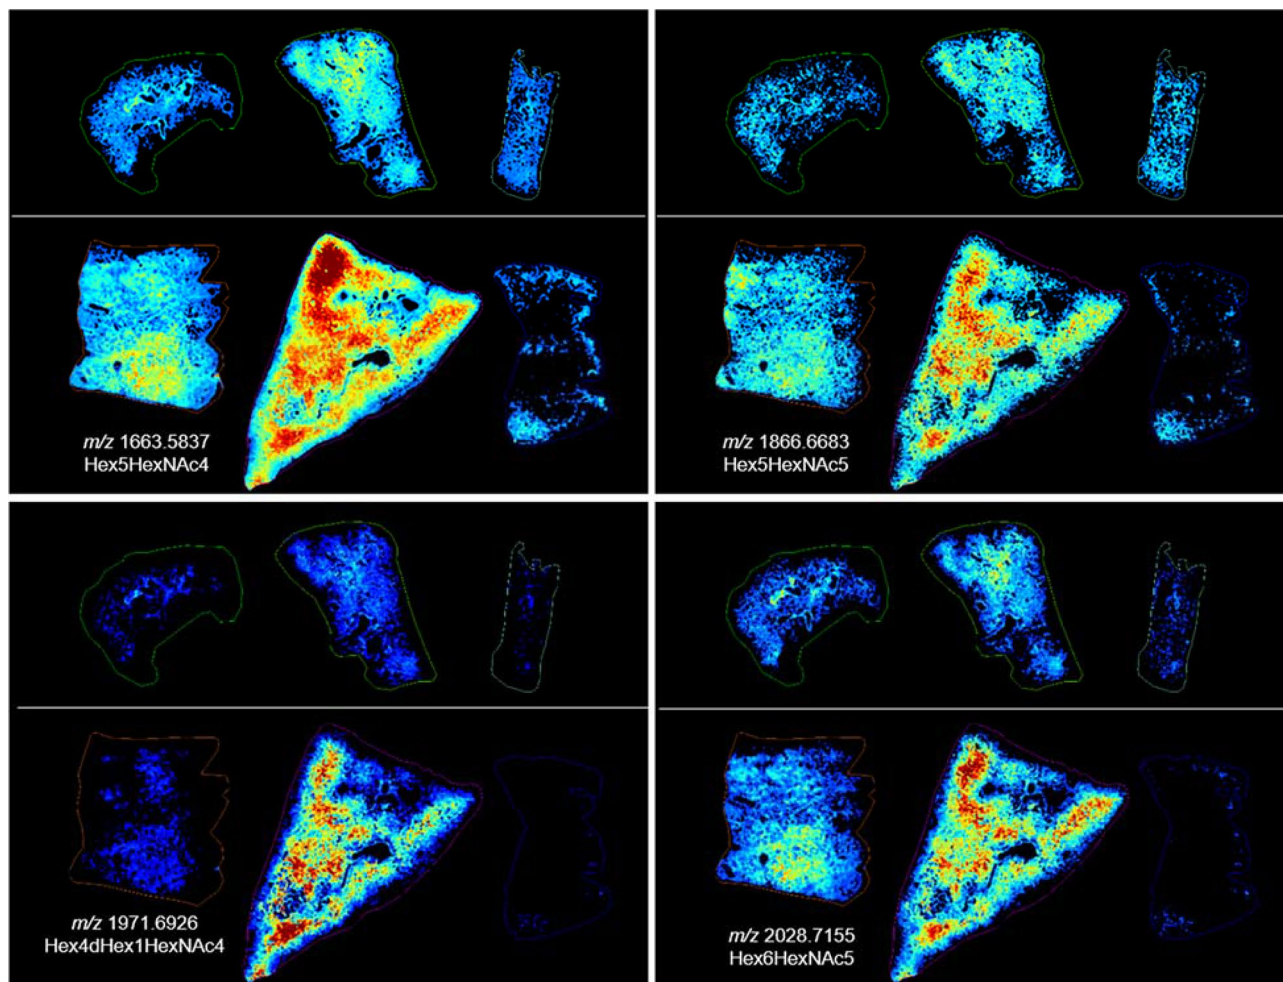 m/z 1663.5837
Hex5HexNAc4
m/z 1866.6683
Hex5HexNAc5
m/z 1971.6926
Hex4dHex1HexNAc4
m/z 2028.7155
Hex6HexNAc5